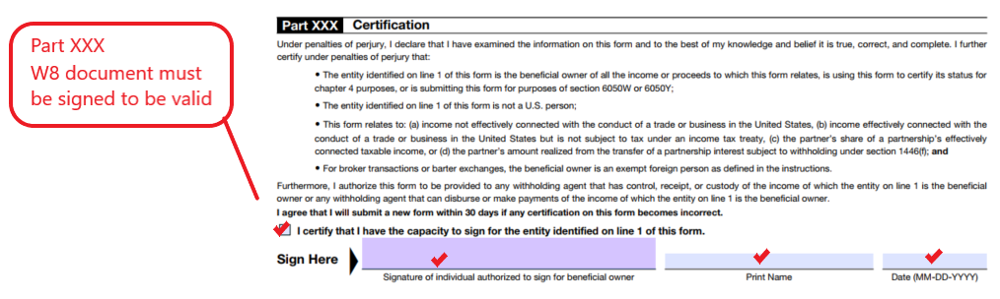 Part XXX
W8 document must
be signed to be valid
Part XXX Certification
Under penalties of perjury, I declare that I have examined the information on this form and to the best of my knowledge and belief it is true, correct, and complete. I further
certify under penalties of perjury that:
• The entity identified on line 1 of this form is the beneficial owner of all the income or proceeds to which this form relates, is using this form to certify its status for
chapter 4 purposes, or is submitting this form for purposes of section 6050W or 6050Y;
• The entity identified on line 1 of this form is not a U.S. person;
• This form relates to: (a) income not effectively connected with the conduct of a trade or business in the United States, (b) income effectively connected with the
conduct of a trade or business in the United States but is not subject to tax under an income tax treaty, (c) the partner's share of a partnership's effectively
connected taxable income, or (d) the partner's amount realized from the transfer of a partnership interest subject to withholding under section 1446(f); and
• For broker transactions or barter exchanges, the beneficial owner is an exempt foreign person as defined in the instructions.
Furthermore, I authorize this form to be provided to any withholding agent that has control, receipt, or custody of the income of which the entity on line 1 is the beneficial
owner or any withholding agent that can disburse or make payments of the income of which the entity on line 1 is the beneficial owner.
I agree that I will submit a new form within 30 days if any certification on this form becomes incorrect.
I certify that I have the capacity to sign for the entity identified on line 1 of this form.
Sign Here
Signature of individual authorized to sign for beneficial owner
Print Name
Date (MM-DD-YYYY)